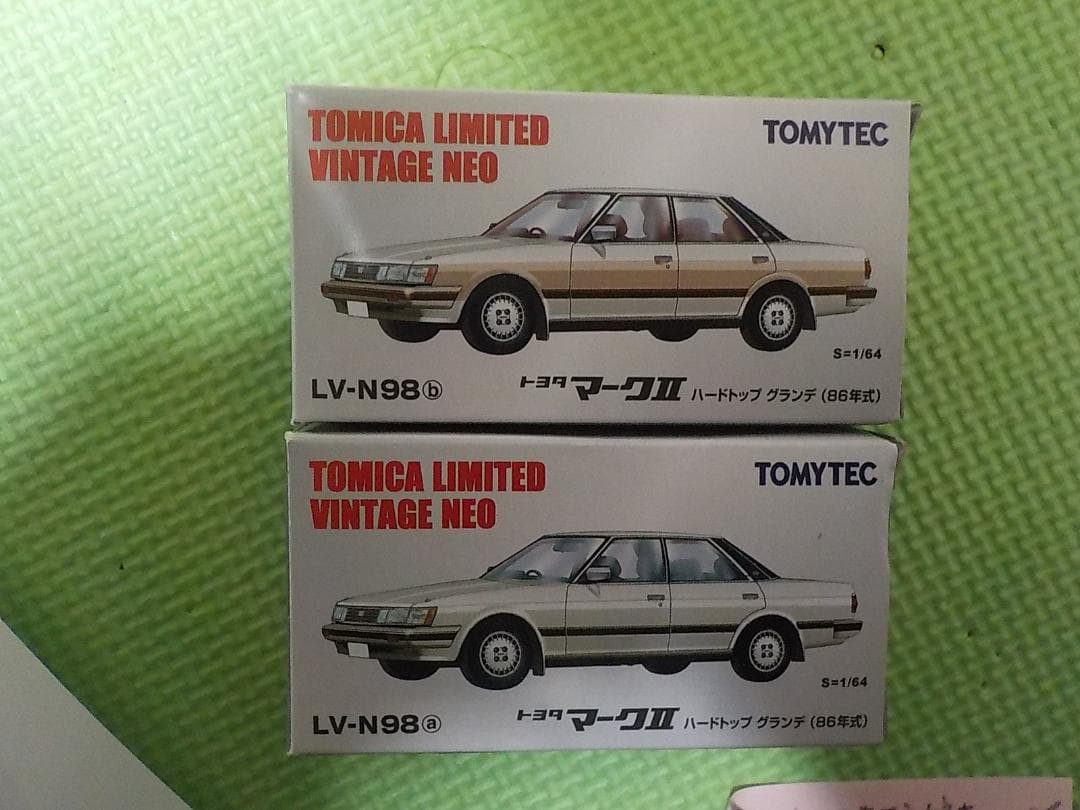 TOMICA LIMITED
VINTAGE NEO
TOMYTEC
S=1/64
LV-N98ⓑ
トヨタ マークII ハードトップ グランデ (86年式)
TOMICA LIMITED
VINTAGE NEO
TOMYTEC
S=1/64
LV-N98ⓐ
トヨタ マークII ハードトップ グランデ (86年式)